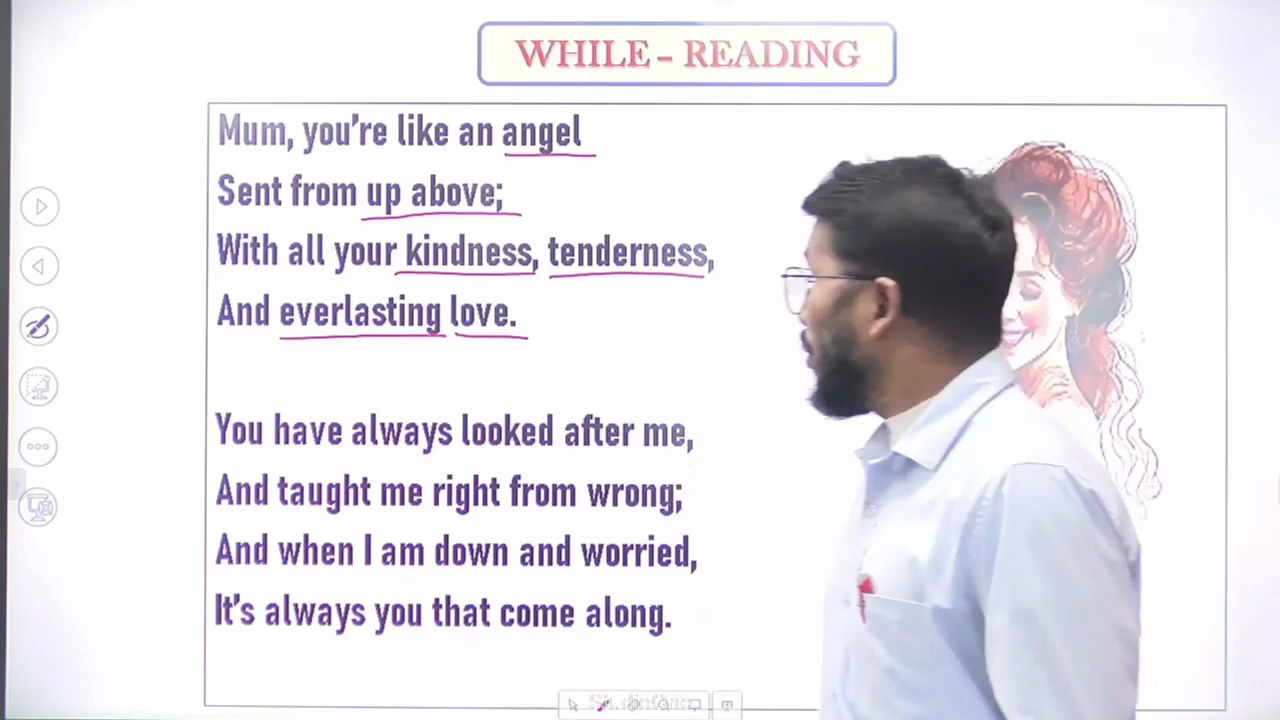 WHILE – READING
Mum, you're like an angel
Sent from up above;
With all your kindness, tenderness,
And everlasting love.
You have always looked after me,
And taught me right from wrong;
And when I am down and worried,
It's always you that come along.